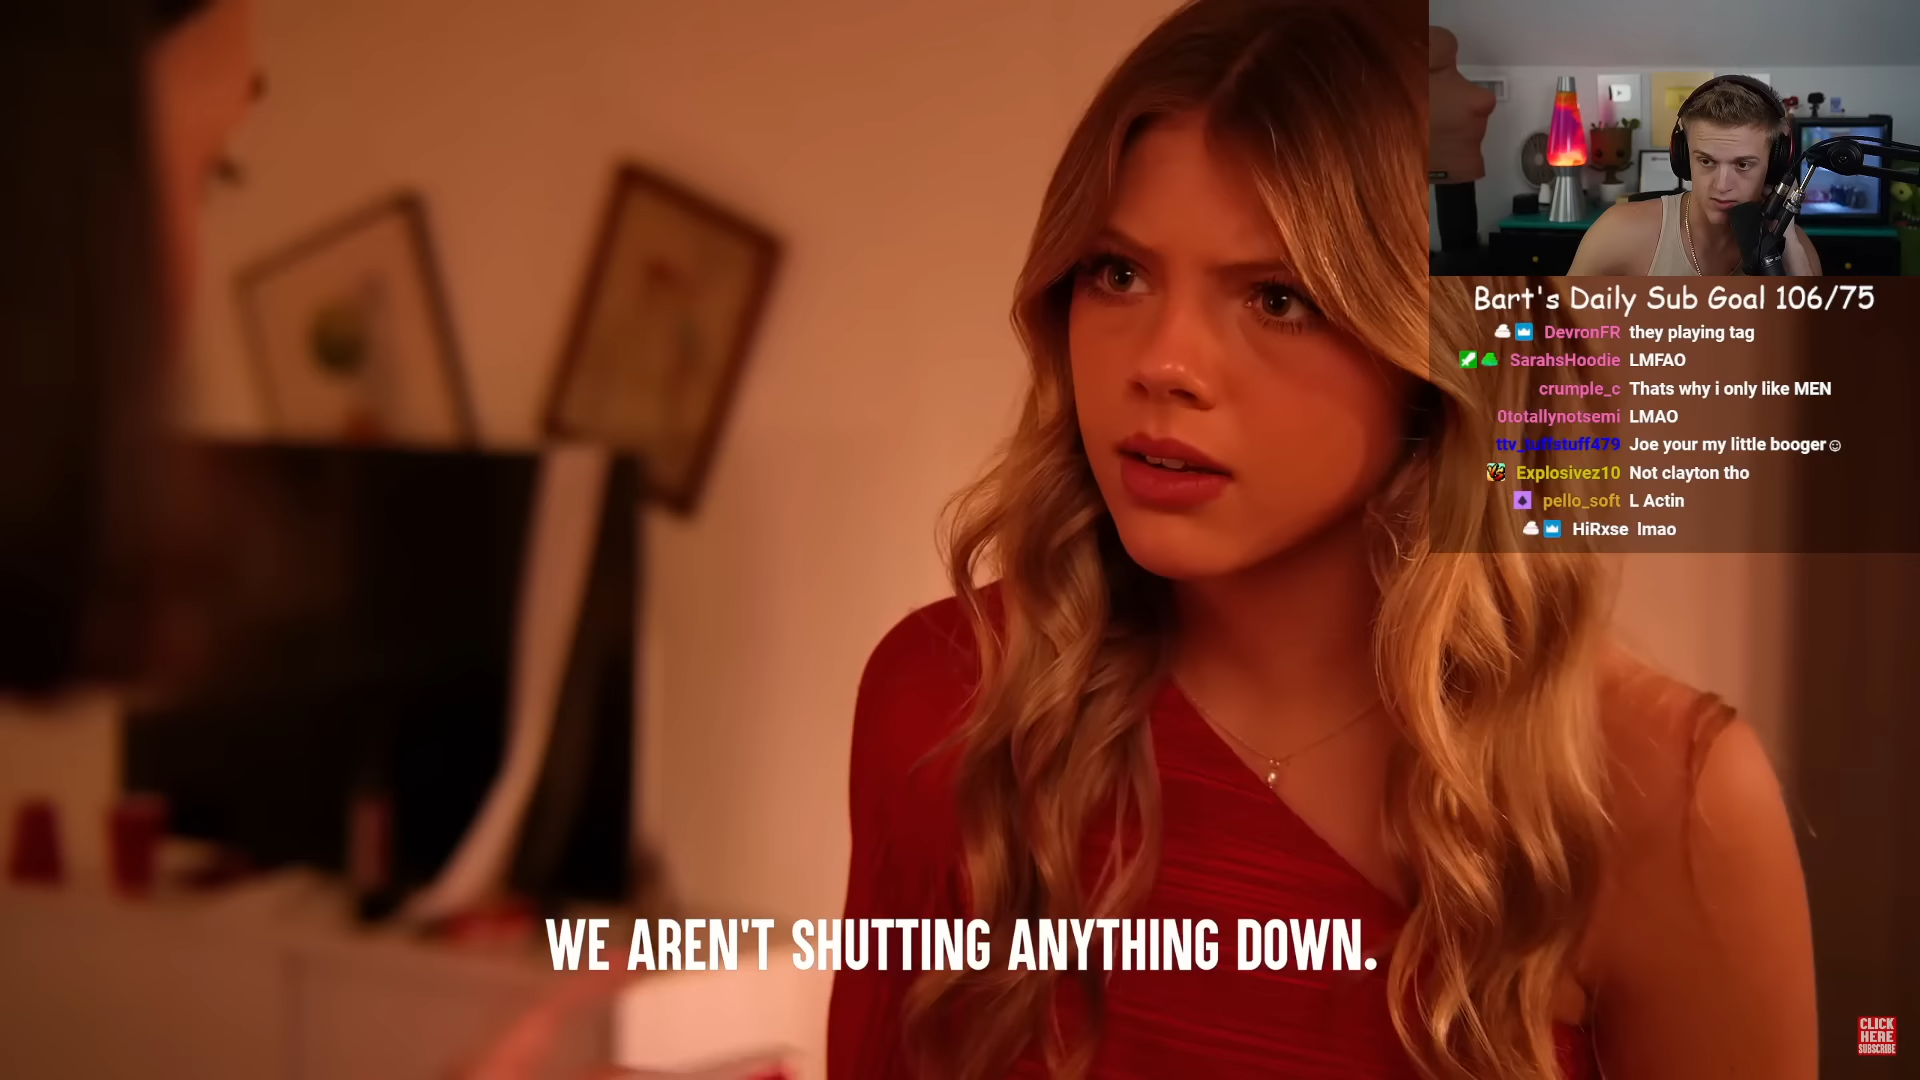 Bart's Daily Sub Goal 106/75
DevronFR they playing tag
SarahsHoodie LMFAO
crumple_c Thats why i only like MEN
0totallynotsemi LMAO
ttv_tuffstuff479 Joe your my little booger☺
Explosivez10 Not clayton tho
pello_soft L Actin
HiRxse lmao
WE AREN'T SHUTTING ANYTHING DOWN.
CLICK
HERE
SUBSCRIBE